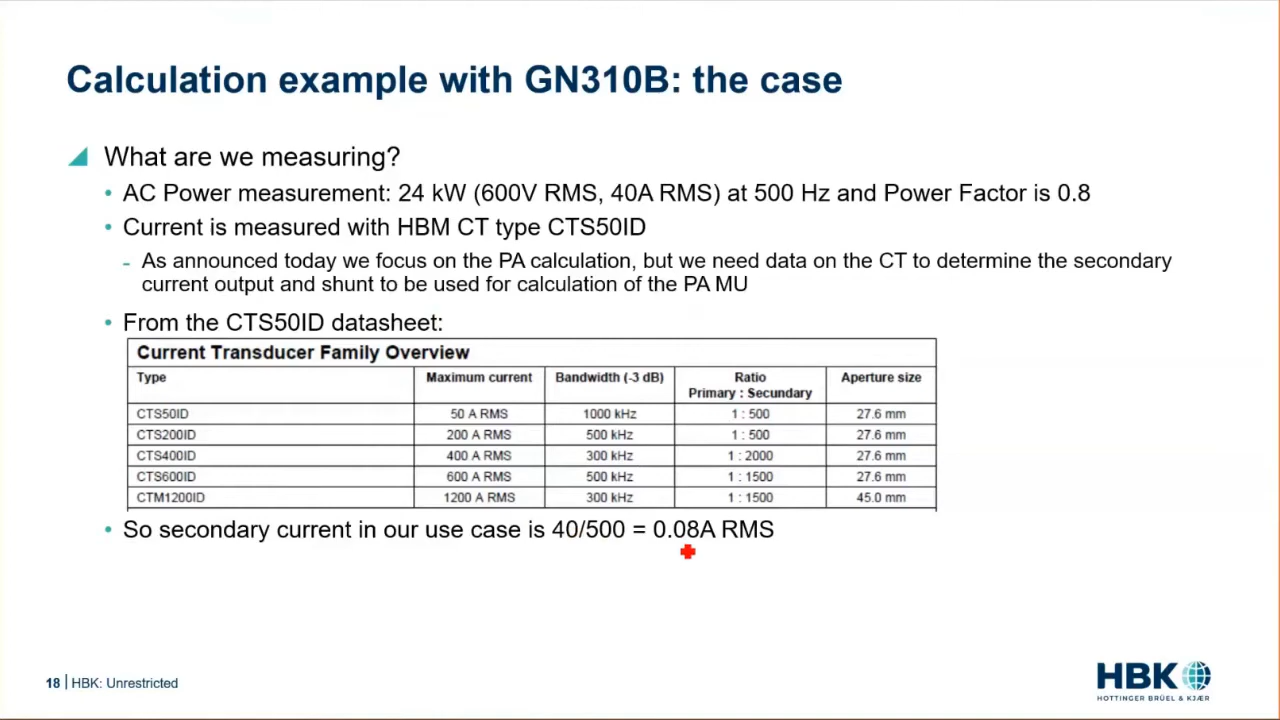 Calculation example with GN310B: the case
What are we measuring?
• AC Power measurement: 24 kW (600V RMS, 40A RMS) at 500 Hz and Power Factor is 0.8
• Current is measured with HBM CT type CTS50ID
- As announced today we focus on the PA calculation, but we need data on the CT to determine the secondary
current output and shunt to be used for calculation of the PA MU
• From the CTS50ID datasheet:
Current Transducer Family Overview
Type Maximum current Bandwidth (-3 dB) Ratio Aperture size
Primary : Secundary
CTS50ID 50 A RMS 1000 kHz 1 : 500 27.6 mm
CTS200ID 200 A RMS 500 kHz 1 : 500 27.6 mm
CTS400ID 400 A RMS 300 kHz 1 : 2000 27.6 mm
CTS600ID 600 A RMS 500 kHz 1 : 1500 27.6 mm
CTM1200ID 1200 A RMS 300 kHz 1 : 1500 45.0 mm
• So secondary current in our use case is 40/500 = 0.08A RMS
18 | HBK: Unrestricted
HBK
HOTTINGER BRÜEL & KJÆR